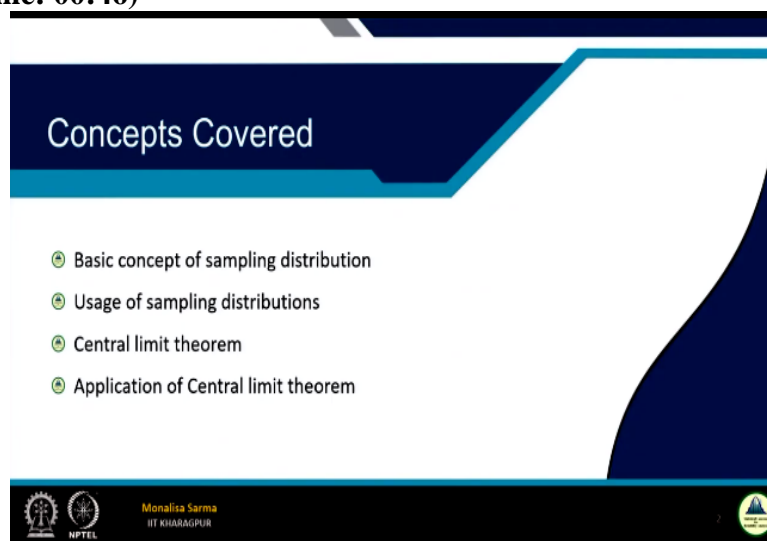 Concepts Covered
Basic concept of sampling distribution
Usage of sampling distributions
Central limit theorem
Application of Central limit theorem
NPTEL
Monalisa Sarma
IIT KHARAGPUR
2